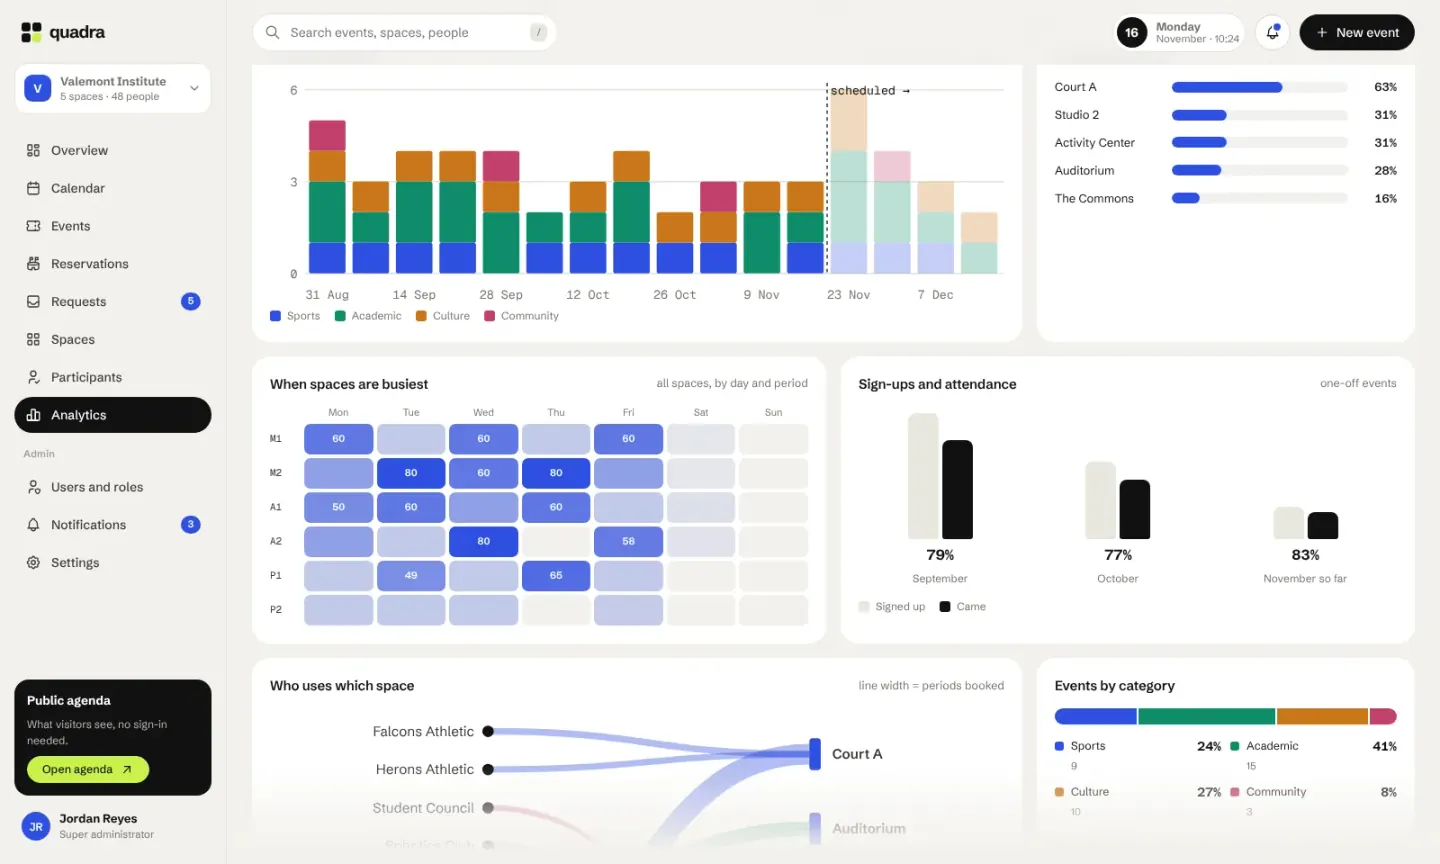 quadra
Search events, spaces, people
/
16
Monday
November · 10:24
+ New event
V
Valemont Institute
5 spaces · 48 people
Overview
Calendar
Events
Reservations
Requests
5
Spaces
Participants
Analytics
Admin
Users and roles
Notifications
3
Settings
Public agenda
What visitors see, no sign-in
needed.
Open agenda ↗
JR
Jordan Reyes
Super administrator
6
3
0
scheduled →
31 Aug 14 Sep 28 Sep 12 Oct 26 Oct 9 Nov 23 Nov 7 Dec
Sports Academic Culture Community
Court A 63%
Studio 2 31%
Activity Center 31%
Auditorium 28%
The Commons 16%
When spaces are busiest
all spaces, by day and period
Mon Tue Wed Thu Fri Sat Sun
M1 60 60 60
M2 80 60 80
A1 50 60 60
A2 80 58
P1 49 65
P2
Sign-ups and attendance
one-off events
79% 77% 83%
September October November so far
Signed up Came
Who uses which space
line width = periods booked
Falcons Athletic
Herons Athletic
Student Council
Court A
Auditorium
Events by category
Sports 24% Academic 41%
9 15
Culture 27% Community 8%
10 3